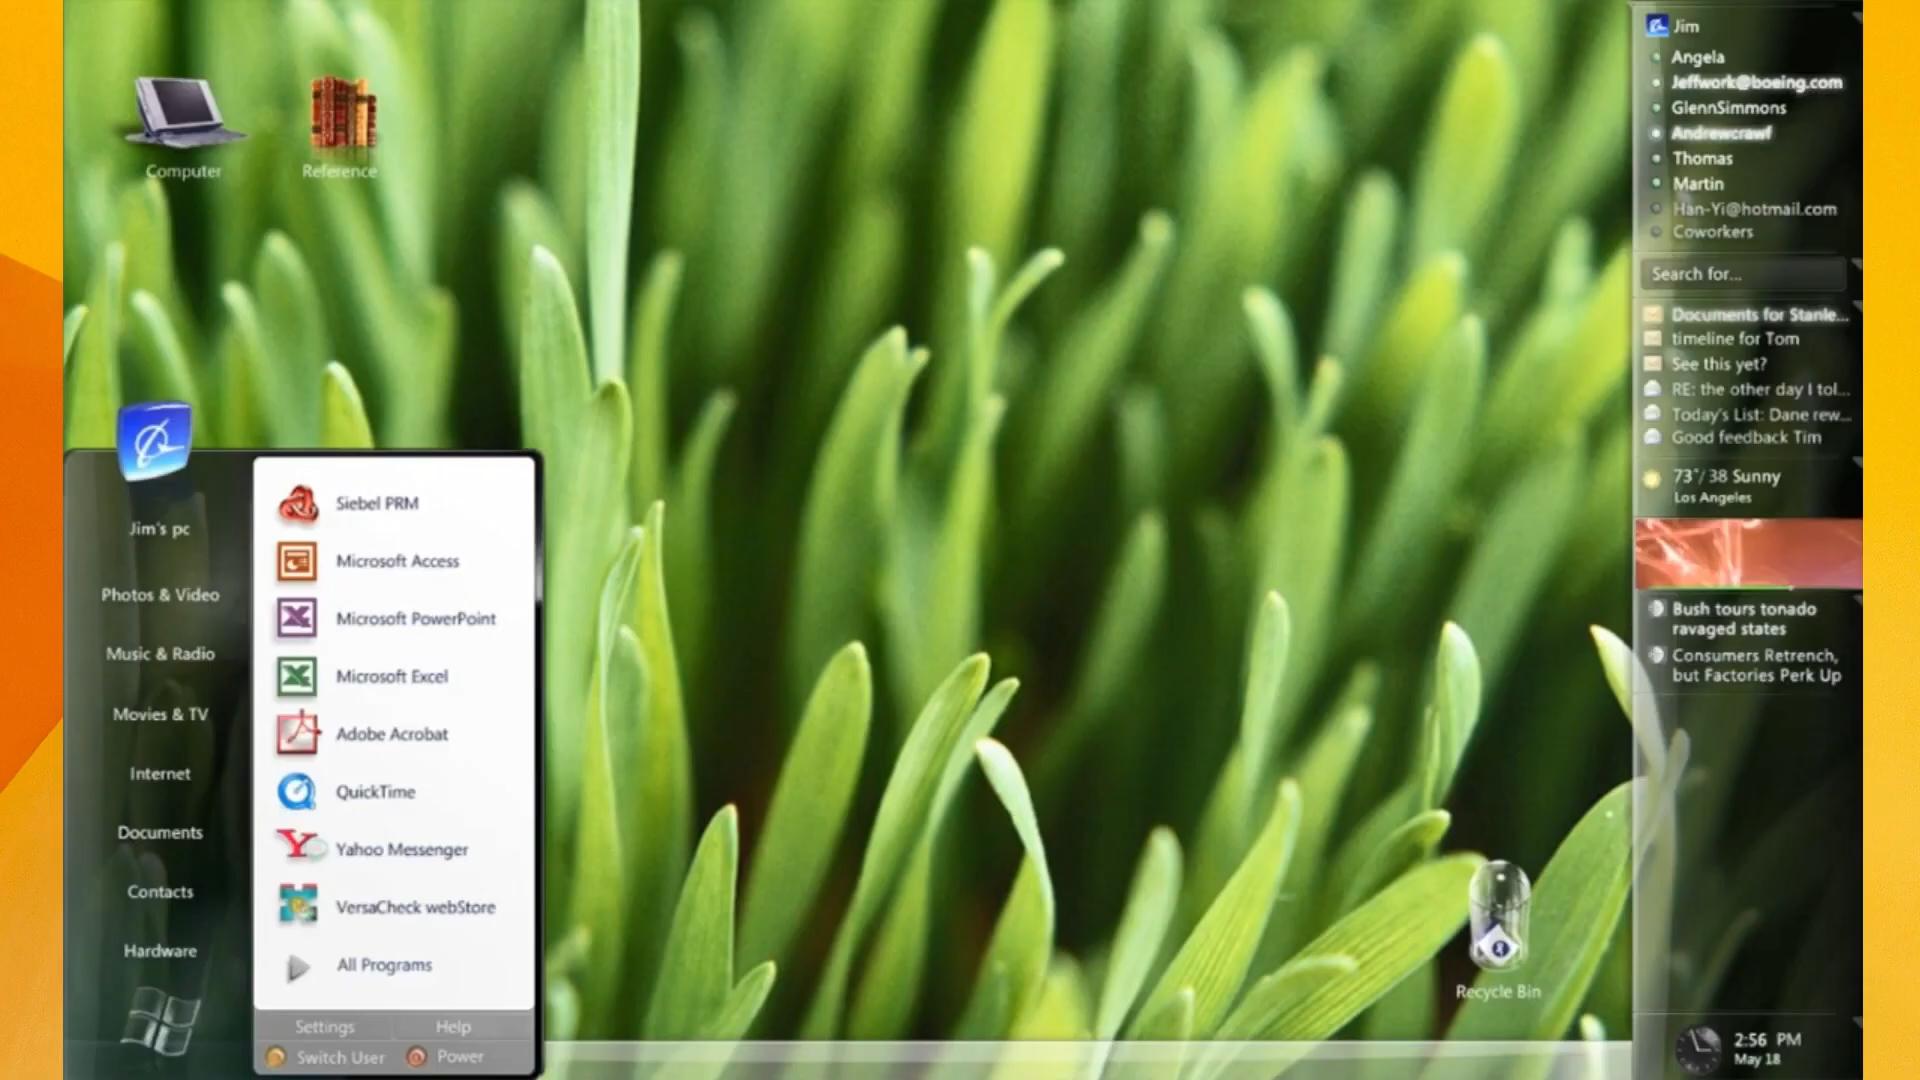 Computer
Reference
Jim's pc
Photos & Video
Music & Radio
Movies & TV
Internet
Documents
Contacts
Hardware
Siebel PRM
Microsoft Access
Microsoft PowerPoint
Microsoft Excel
Adobe Acrobat
QuickTime
Yahoo Messenger
VersaCheck webStore
All Programs
Settings Help
Switch User Power
Recycle Bin
Jim
Angela
Jeffwork@boeing.com
GlennSimmons
Andrewcrawf
Thomas
Martin
Han-Yi@hotmail.com
Coworkers
Search for...
Documents for Stanle...
timeline for Tom
See this yet?
RE: the other day I tol...
Today's List: Dane rew...
Good feedback Tim
73°/ 38 Sunny
Los Angeles
Bush tours tonado
ravaged states
Consumers Retrench,
but Factories Perk Up
2:56 PM
May 18